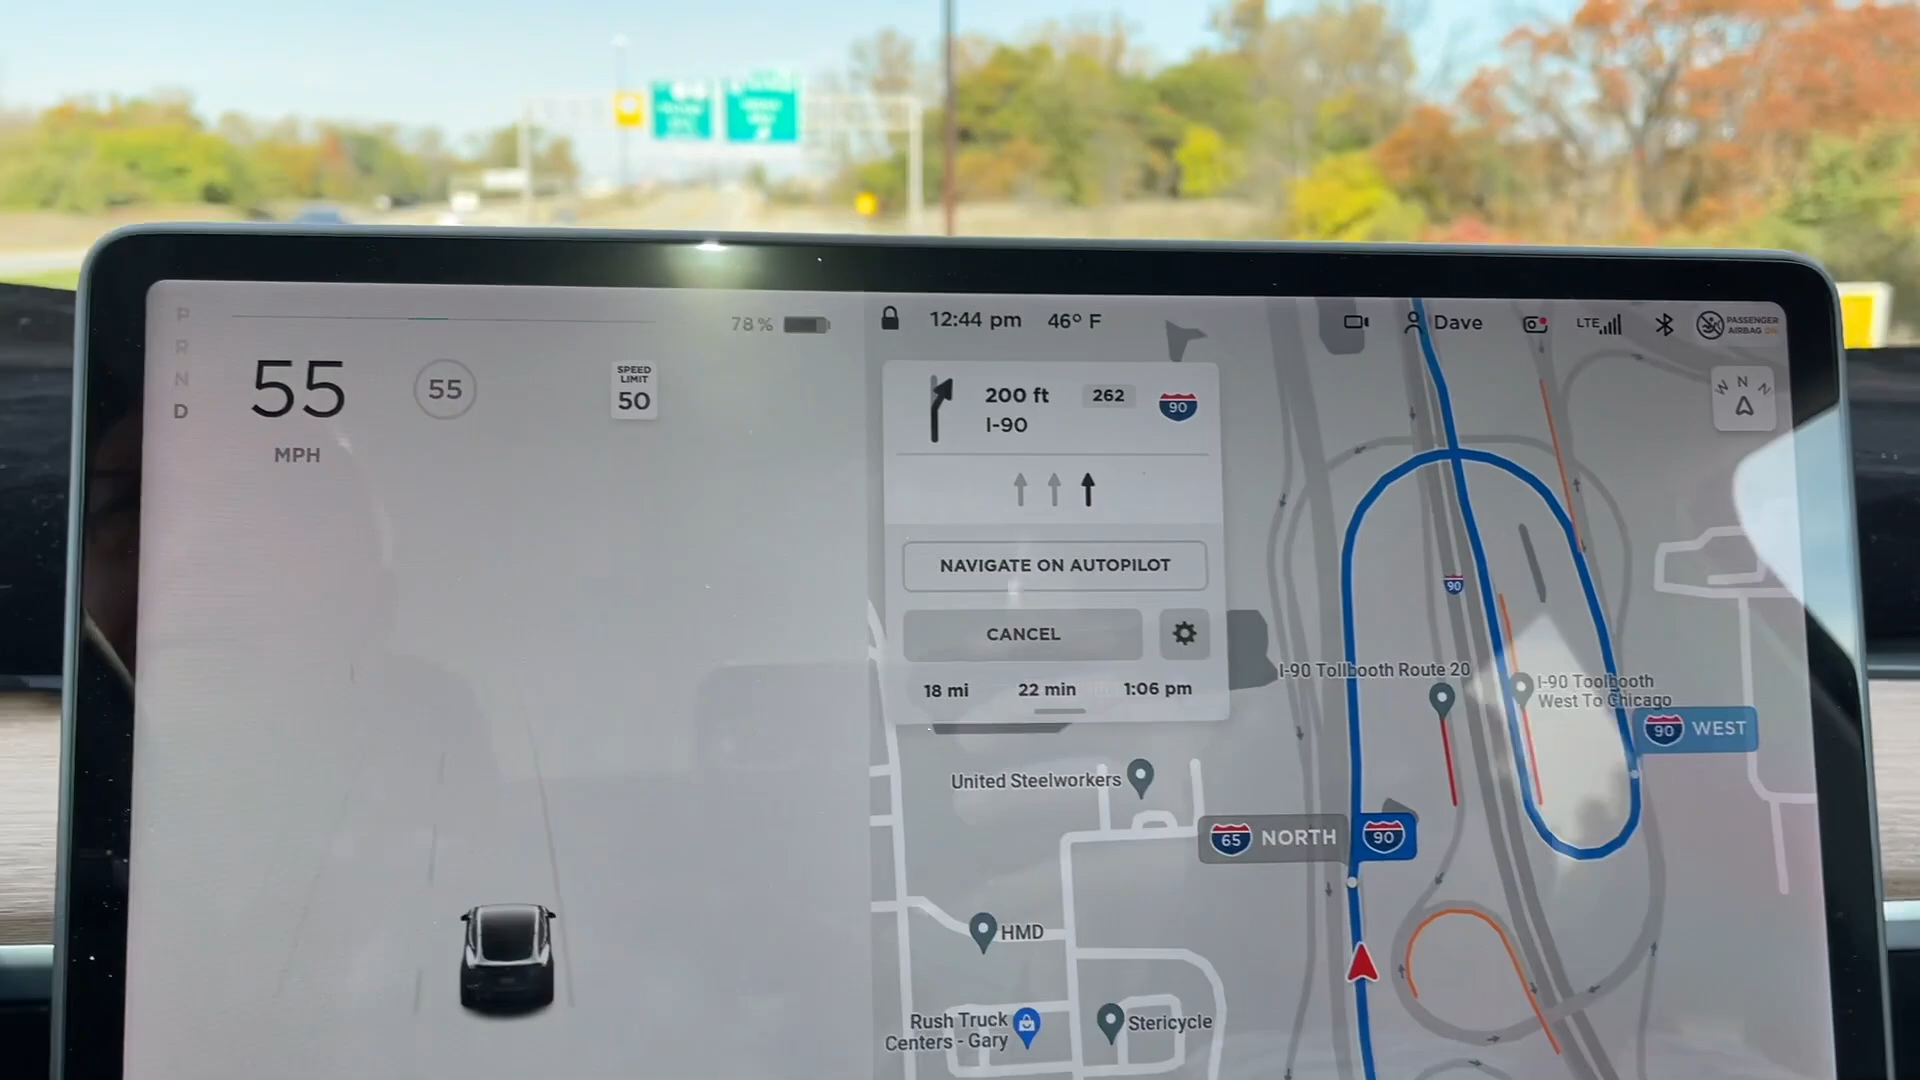 P
R
N
D
55
MPH
55
SPEED
LIMIT
50
78%
12:44 pm
46° F
Dave
LTE
PASSENGER
AIRBAG ON
200 ft
262
90
I-90
NAVIGATE ON AUTOPILOT
CANCEL
18 mi
22 min
1:06 pm
N
N
N
90
I-90 Tollbooth Route 20
I-90 Toolbooth
West To Chicago
90 WEST
United Steelworkers
65 NORTH
90
HMD
Rush Truck
Centers - Gary
Stericycle